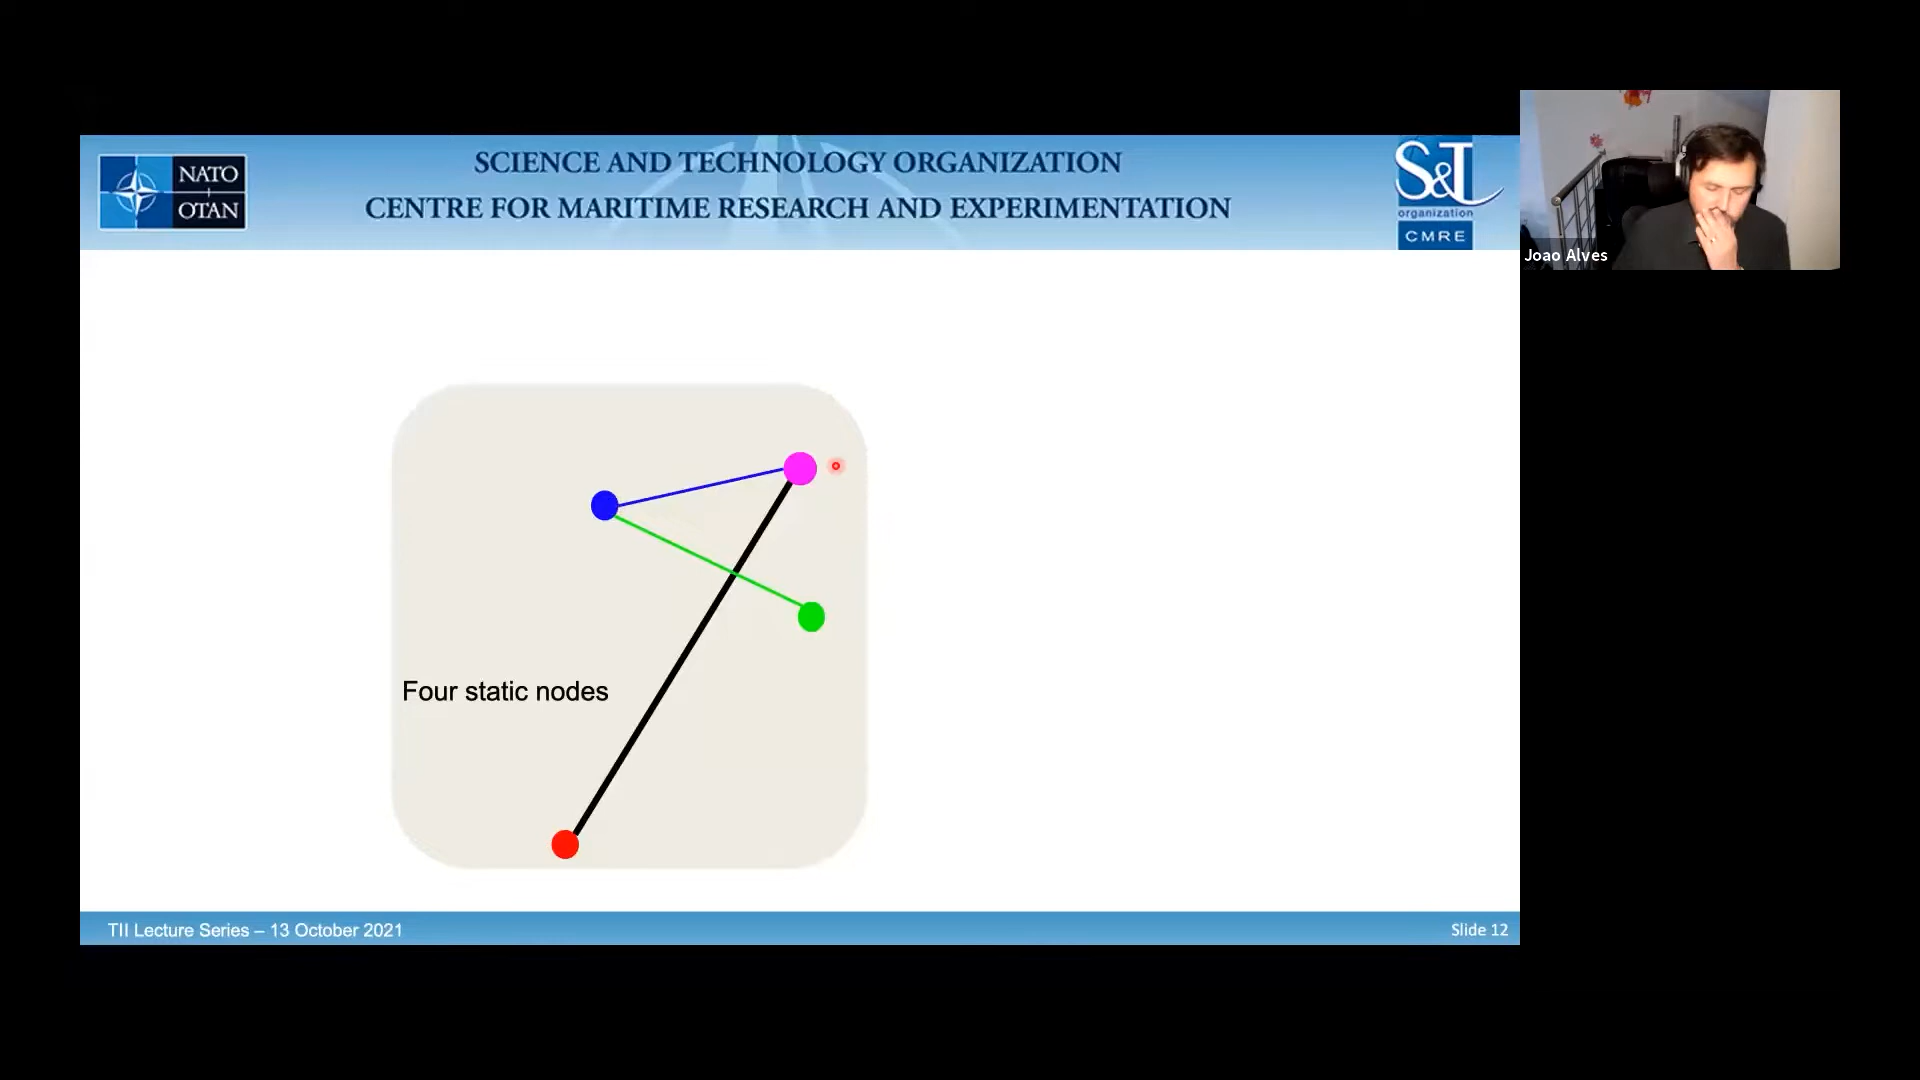 NATO
OTAN
SCIENCE AND TECHNOLOGY ORGANIZATION
CENTRE FOR MARITIME RESEARCH AND EXPERIMENTATION
S&T
organization
CMRE
Joao Alves
Four static nodes
TII Lecture Series – 13 October 2021
Slide 12